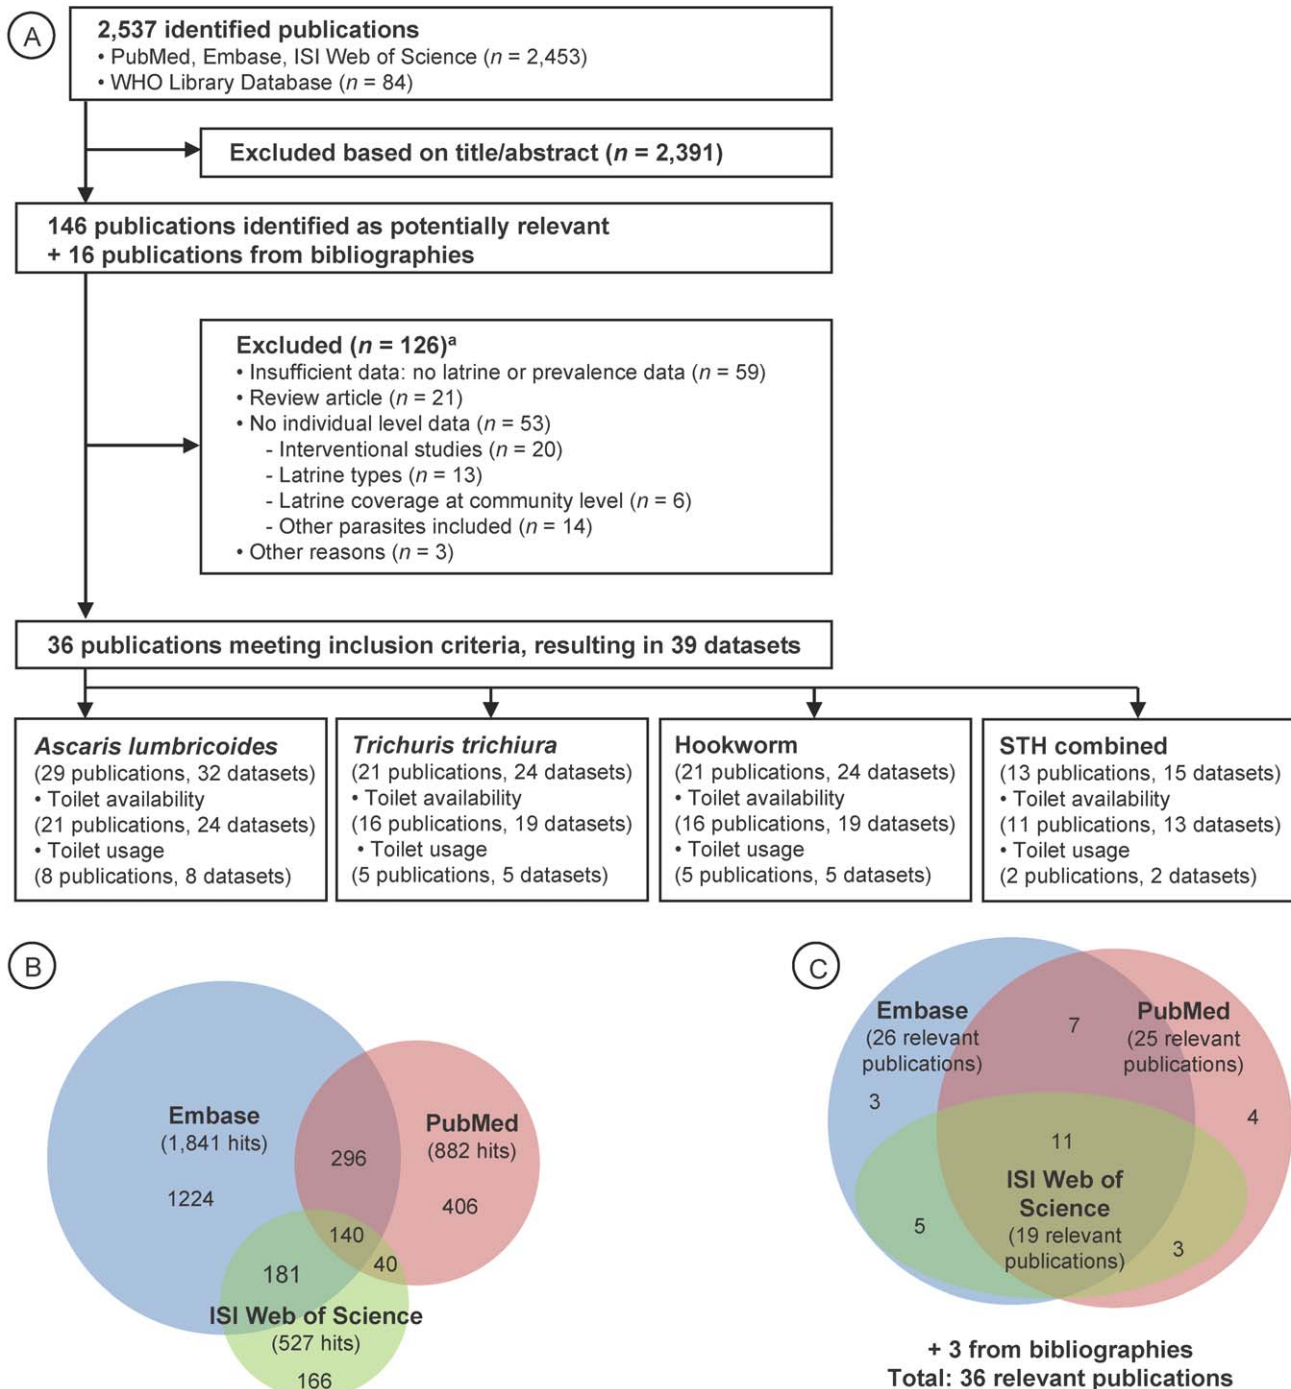 A
2,537 identified publications
• PubMed, Embase, ISI Web of Science (n = 2,453)
• WHO Library Database (n = 84)
Excluded based on title/abstract (n = 2,391)
146 publications identified as potentially relevant
+ 16 publications from bibliographies
Excluded (n = 126)ᵃ
• Insufficient data: no latrine or prevalence data (n = 59)
• Review article (n = 21)
• No individual level data (n = 53)
- Interventional studies (n = 20)
- Latrine types (n = 13)
- Latrine coverage at community level (n = 6)
- Other parasites included (n = 14)
• Other reasons (n = 3)
36 publications meeting inclusion criteria, resulting in 39 datasets
Ascaris lumbricoides
(29 publications, 32 datasets)
• Toilet availability
(21 publications, 24 datasets)
• Toilet usage
(8 publications, 8 datasets)
Trichuris trichiura
(21 publications, 24 datasets)
• Toilet availability
(16 publications, 19 datasets)
• Toilet usage
(5 publications, 5 datasets)
Hookworm
(21 publications, 24 datasets)
• Toilet availability
(16 publications, 19 datasets)
• Toilet usage
(5 publications, 5 datasets)
STH combined
(13 publications, 15 datasets)
• Toilet availability
(11 publications, 13 datasets)
• Toilet usage
(2 publications, 2 datasets)
B
Embase
(1,841 hits)
1224
296
PubMed
(882 hits)
406
140
40
181
ISI Web of Science
(527 hits)
166
C
Embase
(26 relevant
publications)
3
7
PubMed
(25 relevant
publications)
4
11
ISI Web of
Science
(19 relevant
publications)
5
3
+ 3 from bibliographies
Total: 36 relevant publications